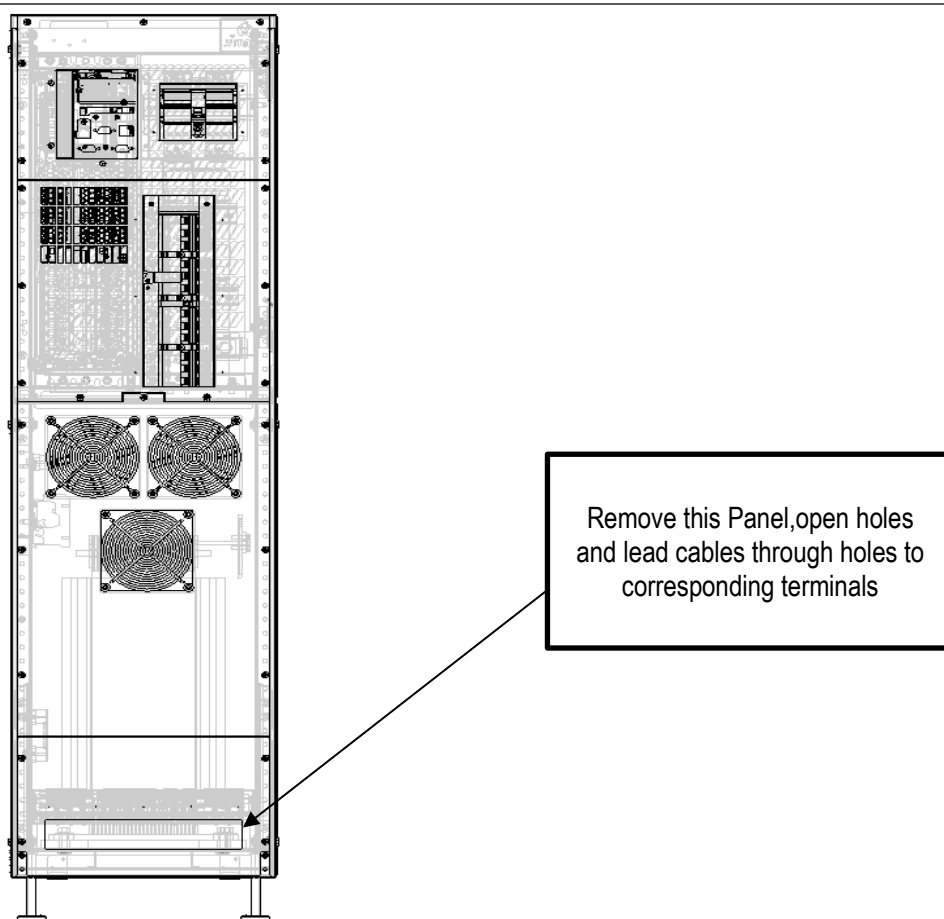 Remove this Panel,open holes
and lead cables through holes to
corresponding terminals